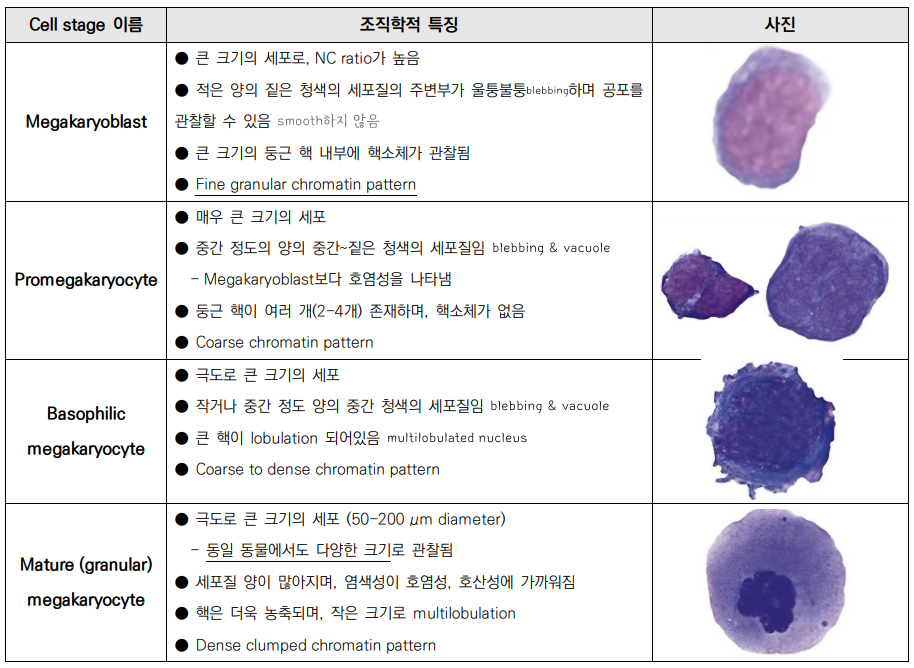 Cell stage 이름 조직학적 특징 사진
Megakaryoblast
● 큰 크기의 세포로, NC ratio가 높음
● 적은 양의 짙은 청색의 세포질의 주변부가 울퉁불퉁blebbing하며 공포를
관찰할 수 있음 smooth하지 않음
● 큰 크기의 둥근 핵 내부에 핵소체가 관찰됨
● Fine granular chromatin pattern
Promegakaryocyte
● 매우 큰 크기의 세포
● 중간 정도의 양의 중간~짙은 청색의 세포질임 blebbing & vacuole
- Megakaryoblast보다 호염성을 나타냄
● 둥근 핵이 여러 개(2-4개) 존재하며, 핵소체가 없음
● Coarse chromatin pattern
Basophilic
megakaryocyte
● 극도로 큰 크기의 세포
● 작거나 중간 정도 양의 중간 청색의 세포질임 blebbing & vacuole
● 큰 핵이 lobulation 되어있음 multilobulated nucleus
● Coarse to dense chromatin pattern
Mature (granular)
megakaryocyte
● 극도로 큰 크기의 세포 (50-200 μm diameter)
- 동일 동물에서도 다양한 크기로 관찰됨
● 세포질 양이 많아지며, 염색성이 호염성, 호산성에 가까워짐
● 핵은 더욱 농축되며, 작은 크기로 multilobulation
● Dense clumped chromatin pattern